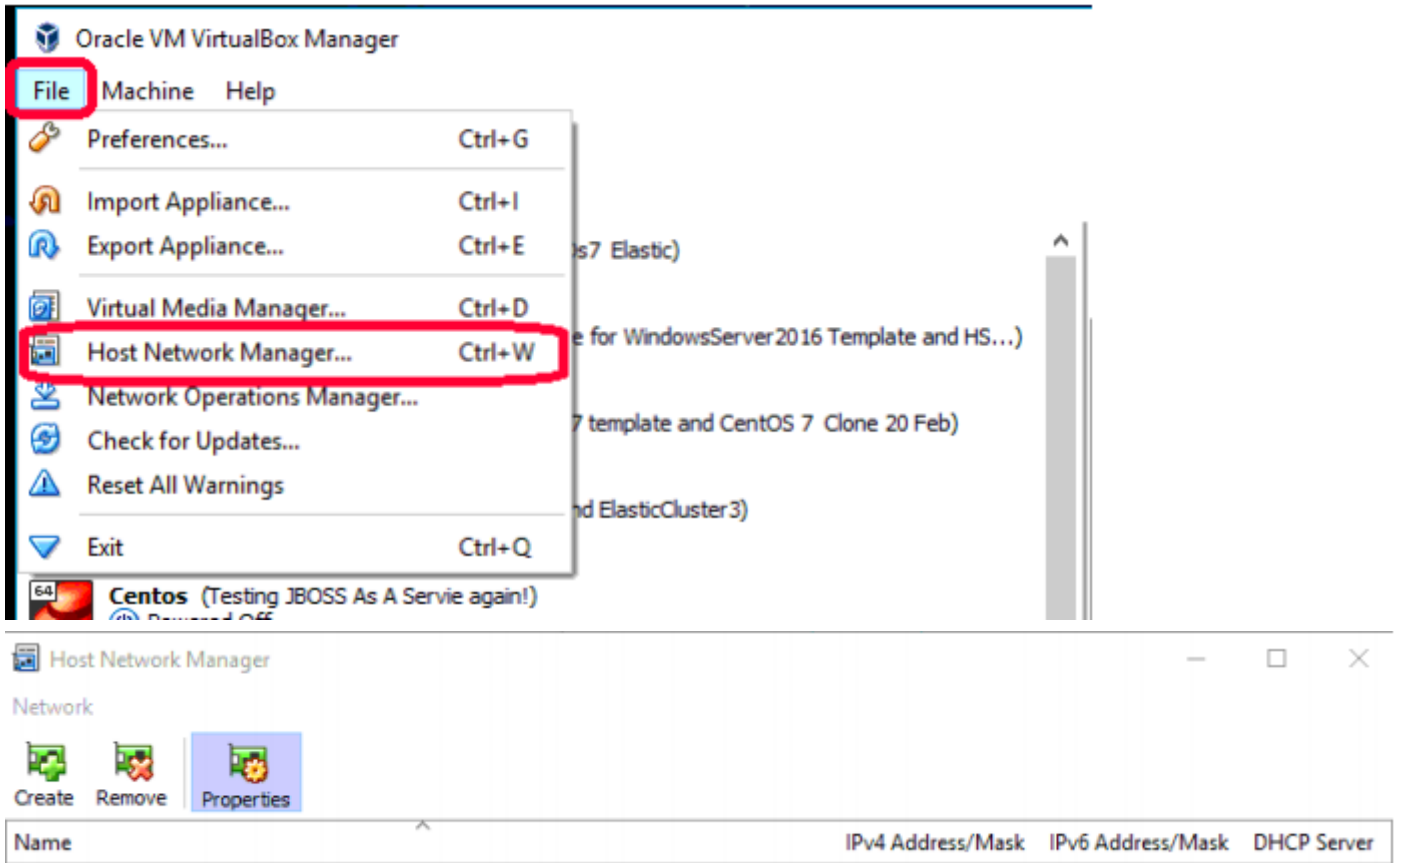 Oracle VM VirtualBox Manager
File Machine Help
Preferences... Ctrl+G
Import Appliance... Ctrl+I
Export Appliance... Ctrl+E
s7 Elastic)
Virtual Media Manager... Ctrl+D
e for WindowsServer2016 Template and HS...)
Host Network Manager... Ctrl+W
Network Operations Manager...
7 template and CentOS 7 Clone 20 Feb)
Check for Updates...
Reset All Warnings
nd ElasticCluster3)
Exit Ctrl+Q
64
Centos (Testing JBOSS As A Servie again!)
Powered Off
Host Network Manager
Network
Create Remove Properties
Name IPv4 Address/Mask IPv6 Address/Mask DHCP Server